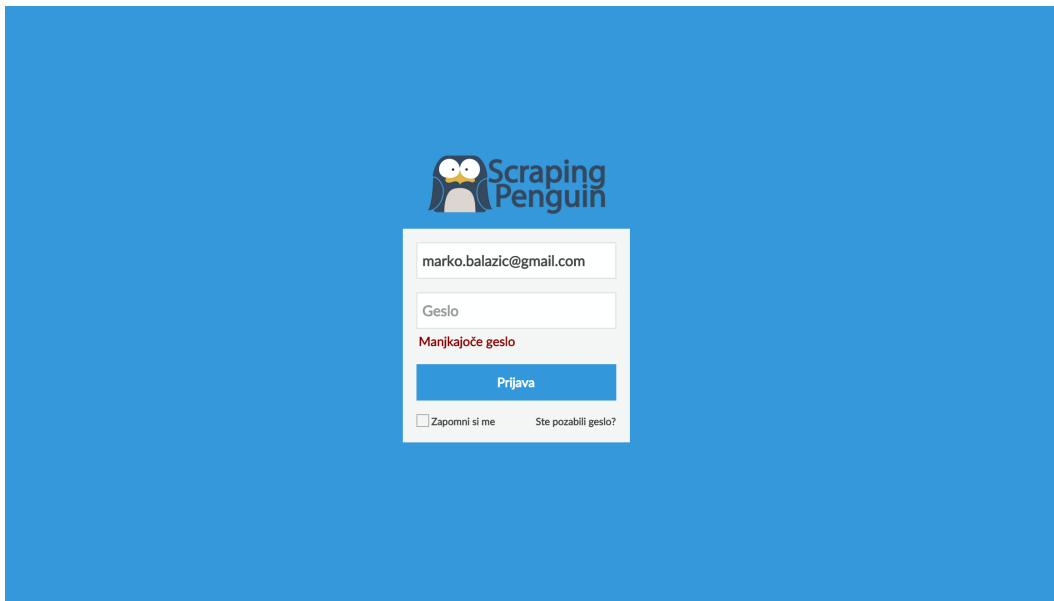 Scraping
Penguin
marko.balazic@gmail.com
Geslo
Manjkajoče geslo
Prijava
Zapomni si me
Ste pozabili geslo?